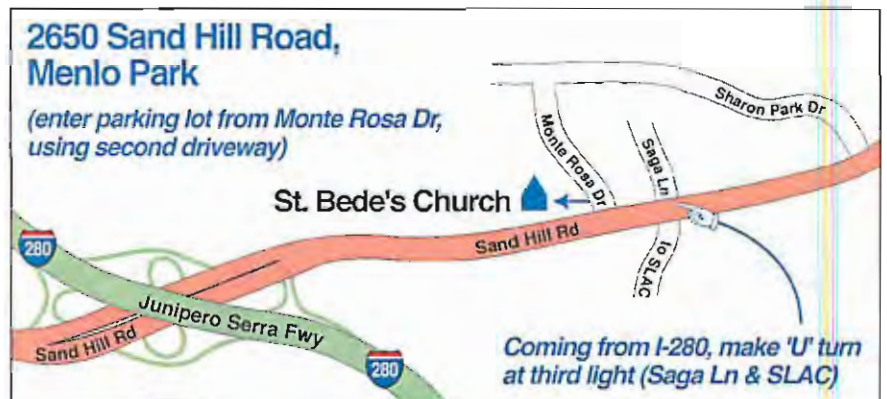 2650 Sand Hill Road,
Menlo Park
(enter parking lot from Monte Rosa Dr,
using second driveway)
Sharon Park Dr
Monte Rosa Dr
Saga Ln
St. Bede's Church
Sand Hill Rd
to SLAC
280
Junipero Serra Fwy
Sand Hill Rd
280
Coming from I-280, make 'U' turn
at third light (Saga Ln & SLAC)